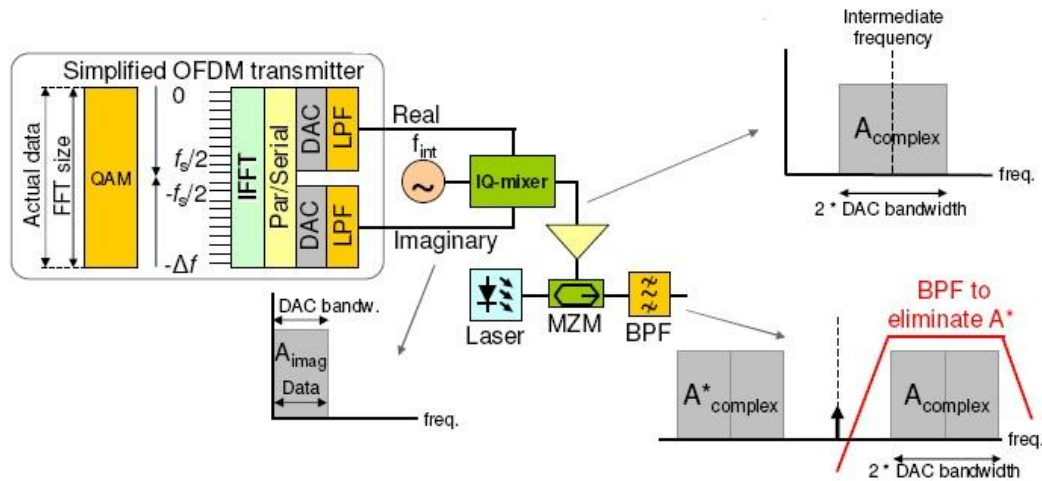 Simplified OFDM transmitter
Actual data
FFT size
QAM
0
fs/2
-fs/2
-Δf
IFFT
Par/Serial
DAC
LPF
DAC
LPF
Real
fint
~
IQ-mixer
Imaginary
Laser
MZM
BPF
Intermediate
frequency
Acomplex
freq.
2 * DAC bandwidth
DAC bandw.
Aimag
Data
freq.
BPF to
eliminate A*
A*complex
Acomplex
freq.
2 * DAC bandwidth